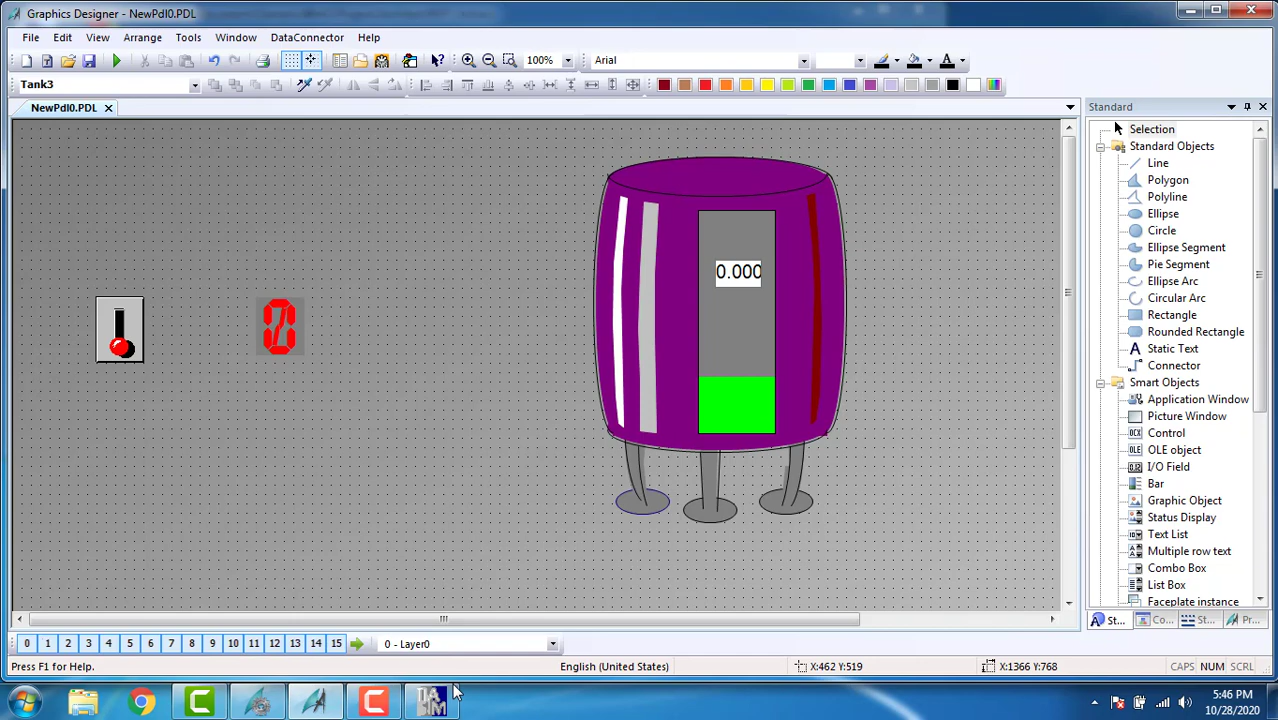 Graphics Designer - NewPdl0.PDL
File Edit View Arrange Tools Window DataConnector Help
100% Arial
Tank3
NewPdl0.PDL
Standard
Selection
Standard Objects
Line
Polygon
Polyline
Ellipse
Circle
Ellipse Segment
Pie Segment
Ellipse Arc
Circular Arc
Rectangle
Rounded Rectangle
Static Text
Connector
Smart Objects
Application Window
Picture Window
Control
OLE object
I/O Field
Bar
Graphic Object
Status Display
Text List
Multiple row text
Combo Box
List Box
Faceplate instance
0.000
0
St... Co... St... Pr...
0 1 2 3 4 5 6 7 8 9 10 11 12 13 14 15 0 - Layer0
Press F1 for Help. English (United States) X:462 Y:519 X:1366 Y:768 CAPS NUM SCRL
5:46 PM
10/28/2020